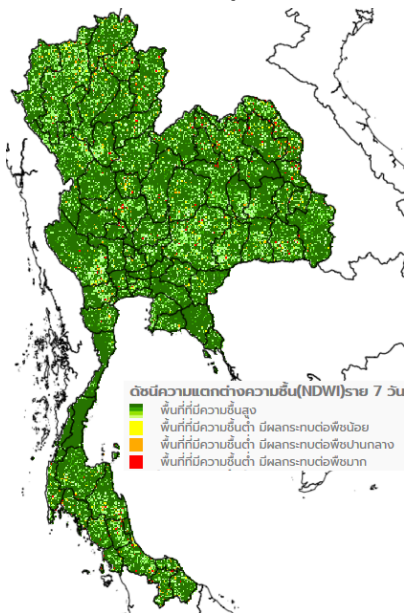 ดัชนีความแตกต่างความชื้น(NDWI)ราย 7 วัน
พื้นที่ที่มีความชื้นสูง
พื้นที่ที่มีความชื้นต่ำ มีผลกระทบต่อพืชน้อย
พื้นที่ที่มีความชื้นต่ำ มีผลกระทบต่อพืชปานกลาง
พื้นที่ที่มีความชื้นต่ำ มีผลกระทบต่อพืชมาก